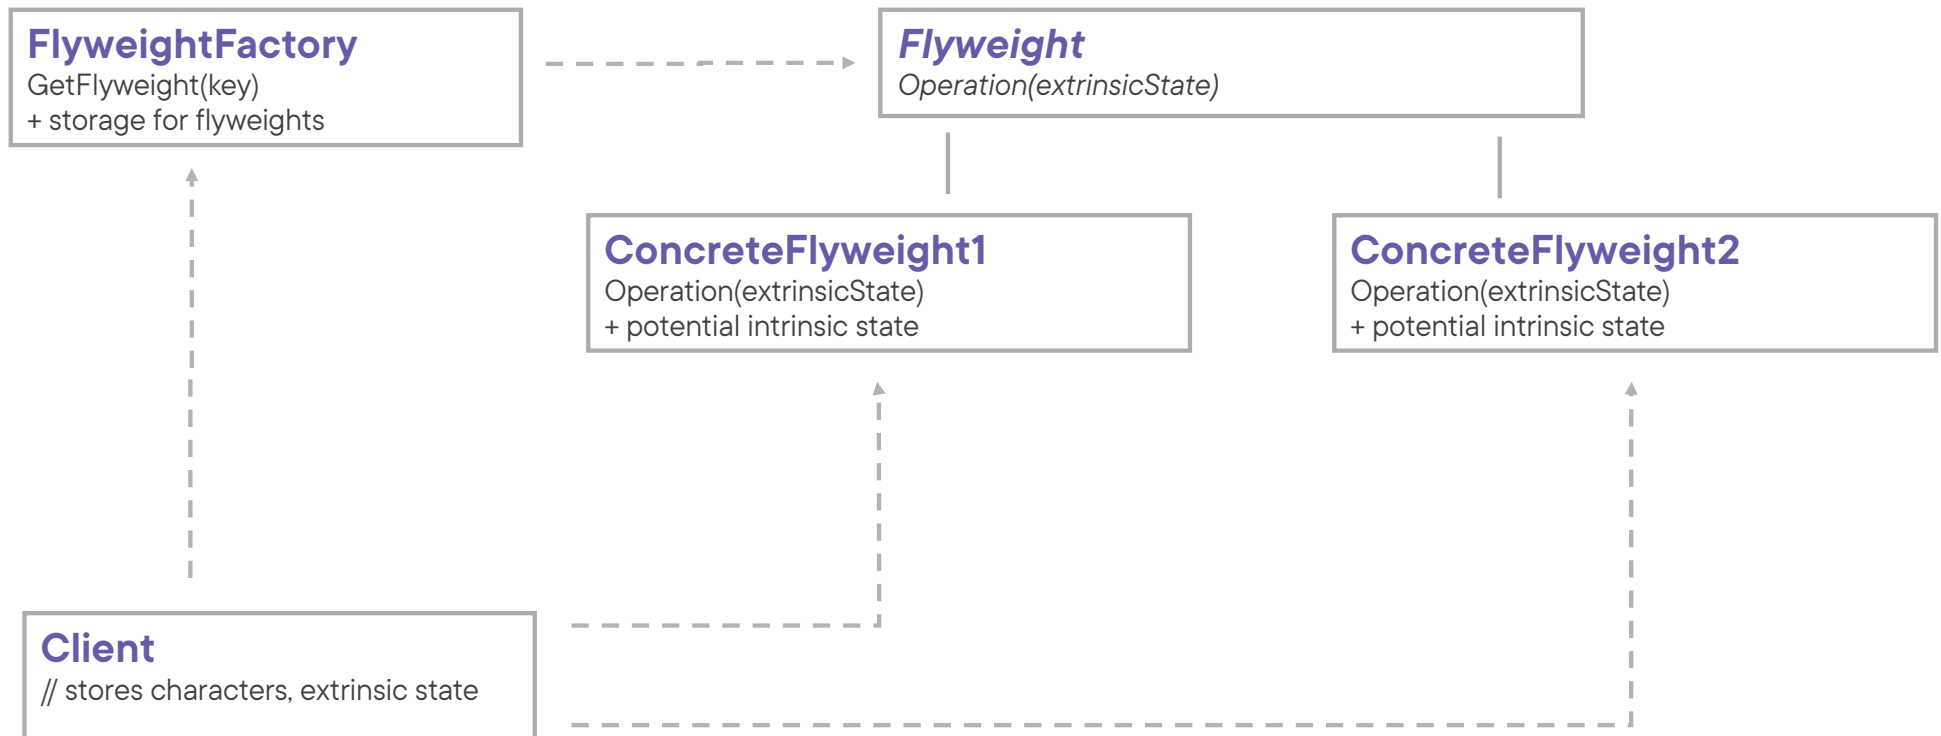 FlyweightFactory
GetFlyweight(key)
+ storage for flyweights
Flyweight
Operation(extrinsicState)
ConcreteFlyweight1
Operation(extrinsicState)
+ potential intrinsic state
ConcreteFlyweight2
Operation(extrinsicState)
+ potential intrinsic state
Client
// stores characters, extrinsic state